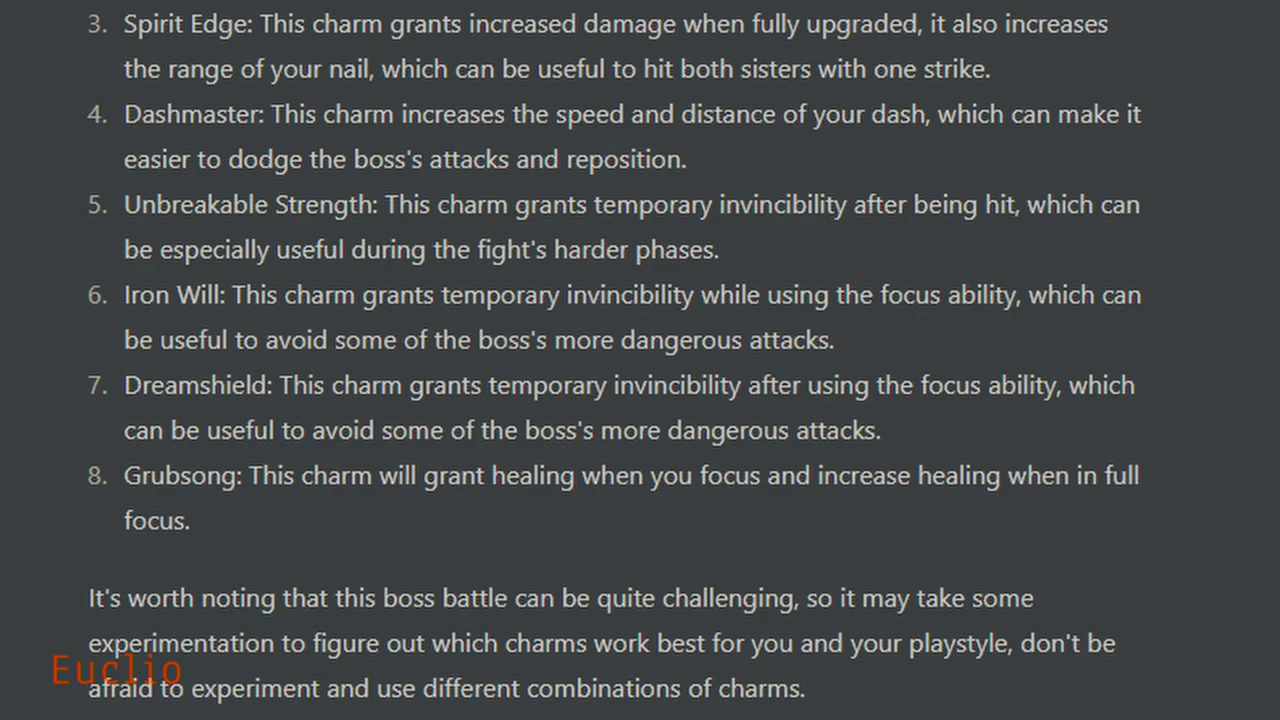 3. Spirit Edge: This charm grants increased damage when fully upgraded, it also increases
the range of your nail, which can be useful to hit both sisters with one strike.
4. Dashmaster: This charm increases the speed and distance of your dash, which can make it
easier to dodge the boss's attacks and reposition.
5. Unbreakable Strength: This charm grants temporary invincibility after being hit, which can
be especially useful during the fight's harder phases.
6. Iron Will: This charm grants temporary invincibility while using the focus ability, which can
be useful to avoid some of the boss's more dangerous attacks.
7. Dreamshield: This charm grants temporary invincibility after using the focus ability, which
can be useful to avoid some of the boss's more dangerous attacks.
8. Grubsong: This charm will grant healing when you focus and increase healing when in full
focus.
It's worth noting that this boss battle can be quite challenging, so it may take some
experimentation to figure out which charms work best for you and your playstyle, don't be
Euclio
afraid to experiment and use different combinations of charms.